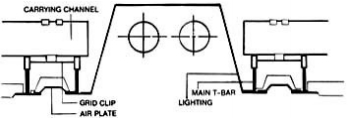 CARRYING CHANNEL
MAIN T-BAR
LIGHTING
GRID CLIP
AIR PLATE